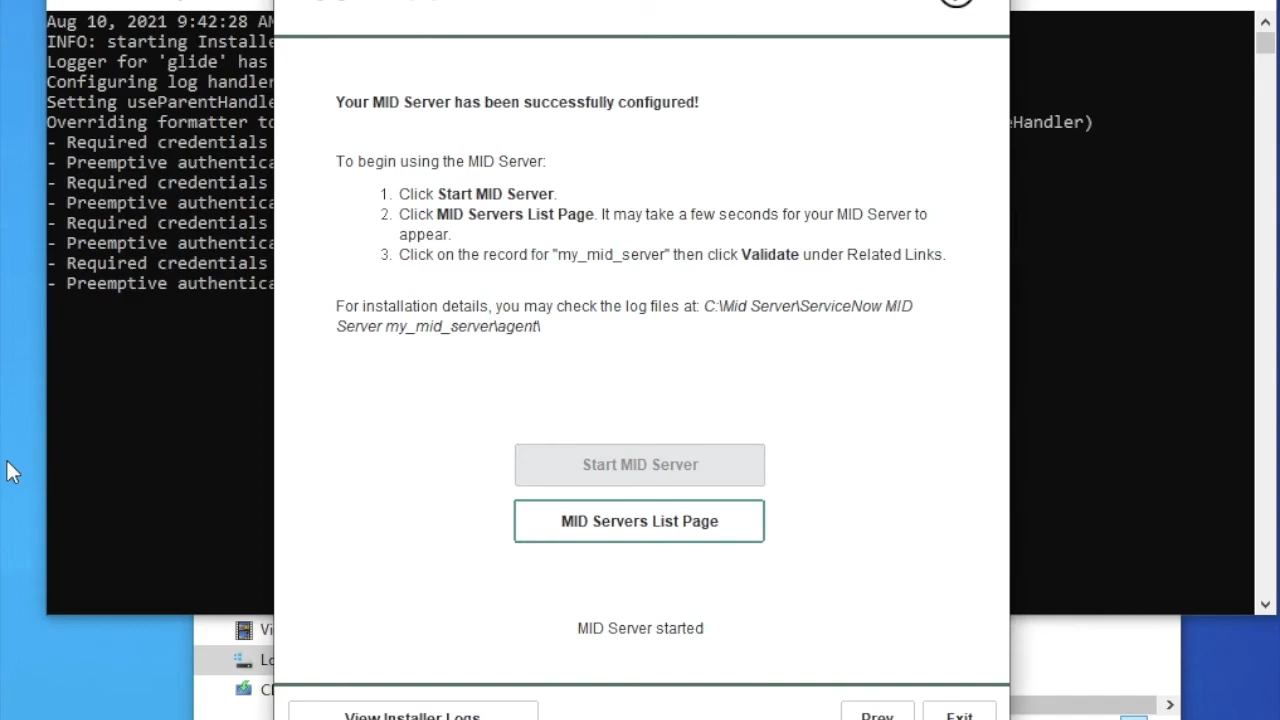 Aug 10, 2021 9:42:28 AM
INFO: starting Installe
Logger for 'glide' has
Configuring log handler
Setting useParentHandle
Overriding formatter to
eHandler)
- Required credentials
- Preemptive authentica
- Required credentials
- Preemptive authentica
- Required credentials
- Preemptive authentica
- Required credentials
- Preemptive authentica
Your MID Server has been successfully configured!
To begin using the MID Server:
1. Click Start MID Server.
2. Click MID Servers List Page. It may take a few seconds for your MID Server to
appear.
3. Click on the record for "my_mid_server" then click Validate under Related Links.
For installation details, you may check the log files at: C:\Mid Server\ServiceNow MID
Server my_mid_server\agent\
Start MID Server
MID Servers List Page
MID Server started
Vi
Lo
Cl
View Installer Logs
Prev
Exit